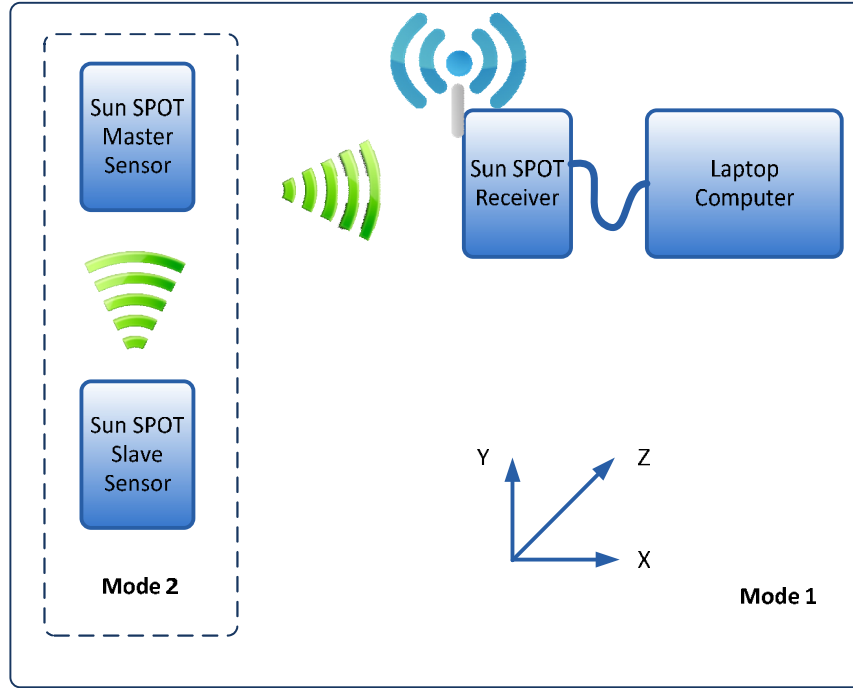 Sun SPOT
Master
Sensor
Sun SPOT
Receiver
Laptop
Computer
Sun SPOT
Slave
Sensor
Y
Z
X
Mode 2
Mode 1